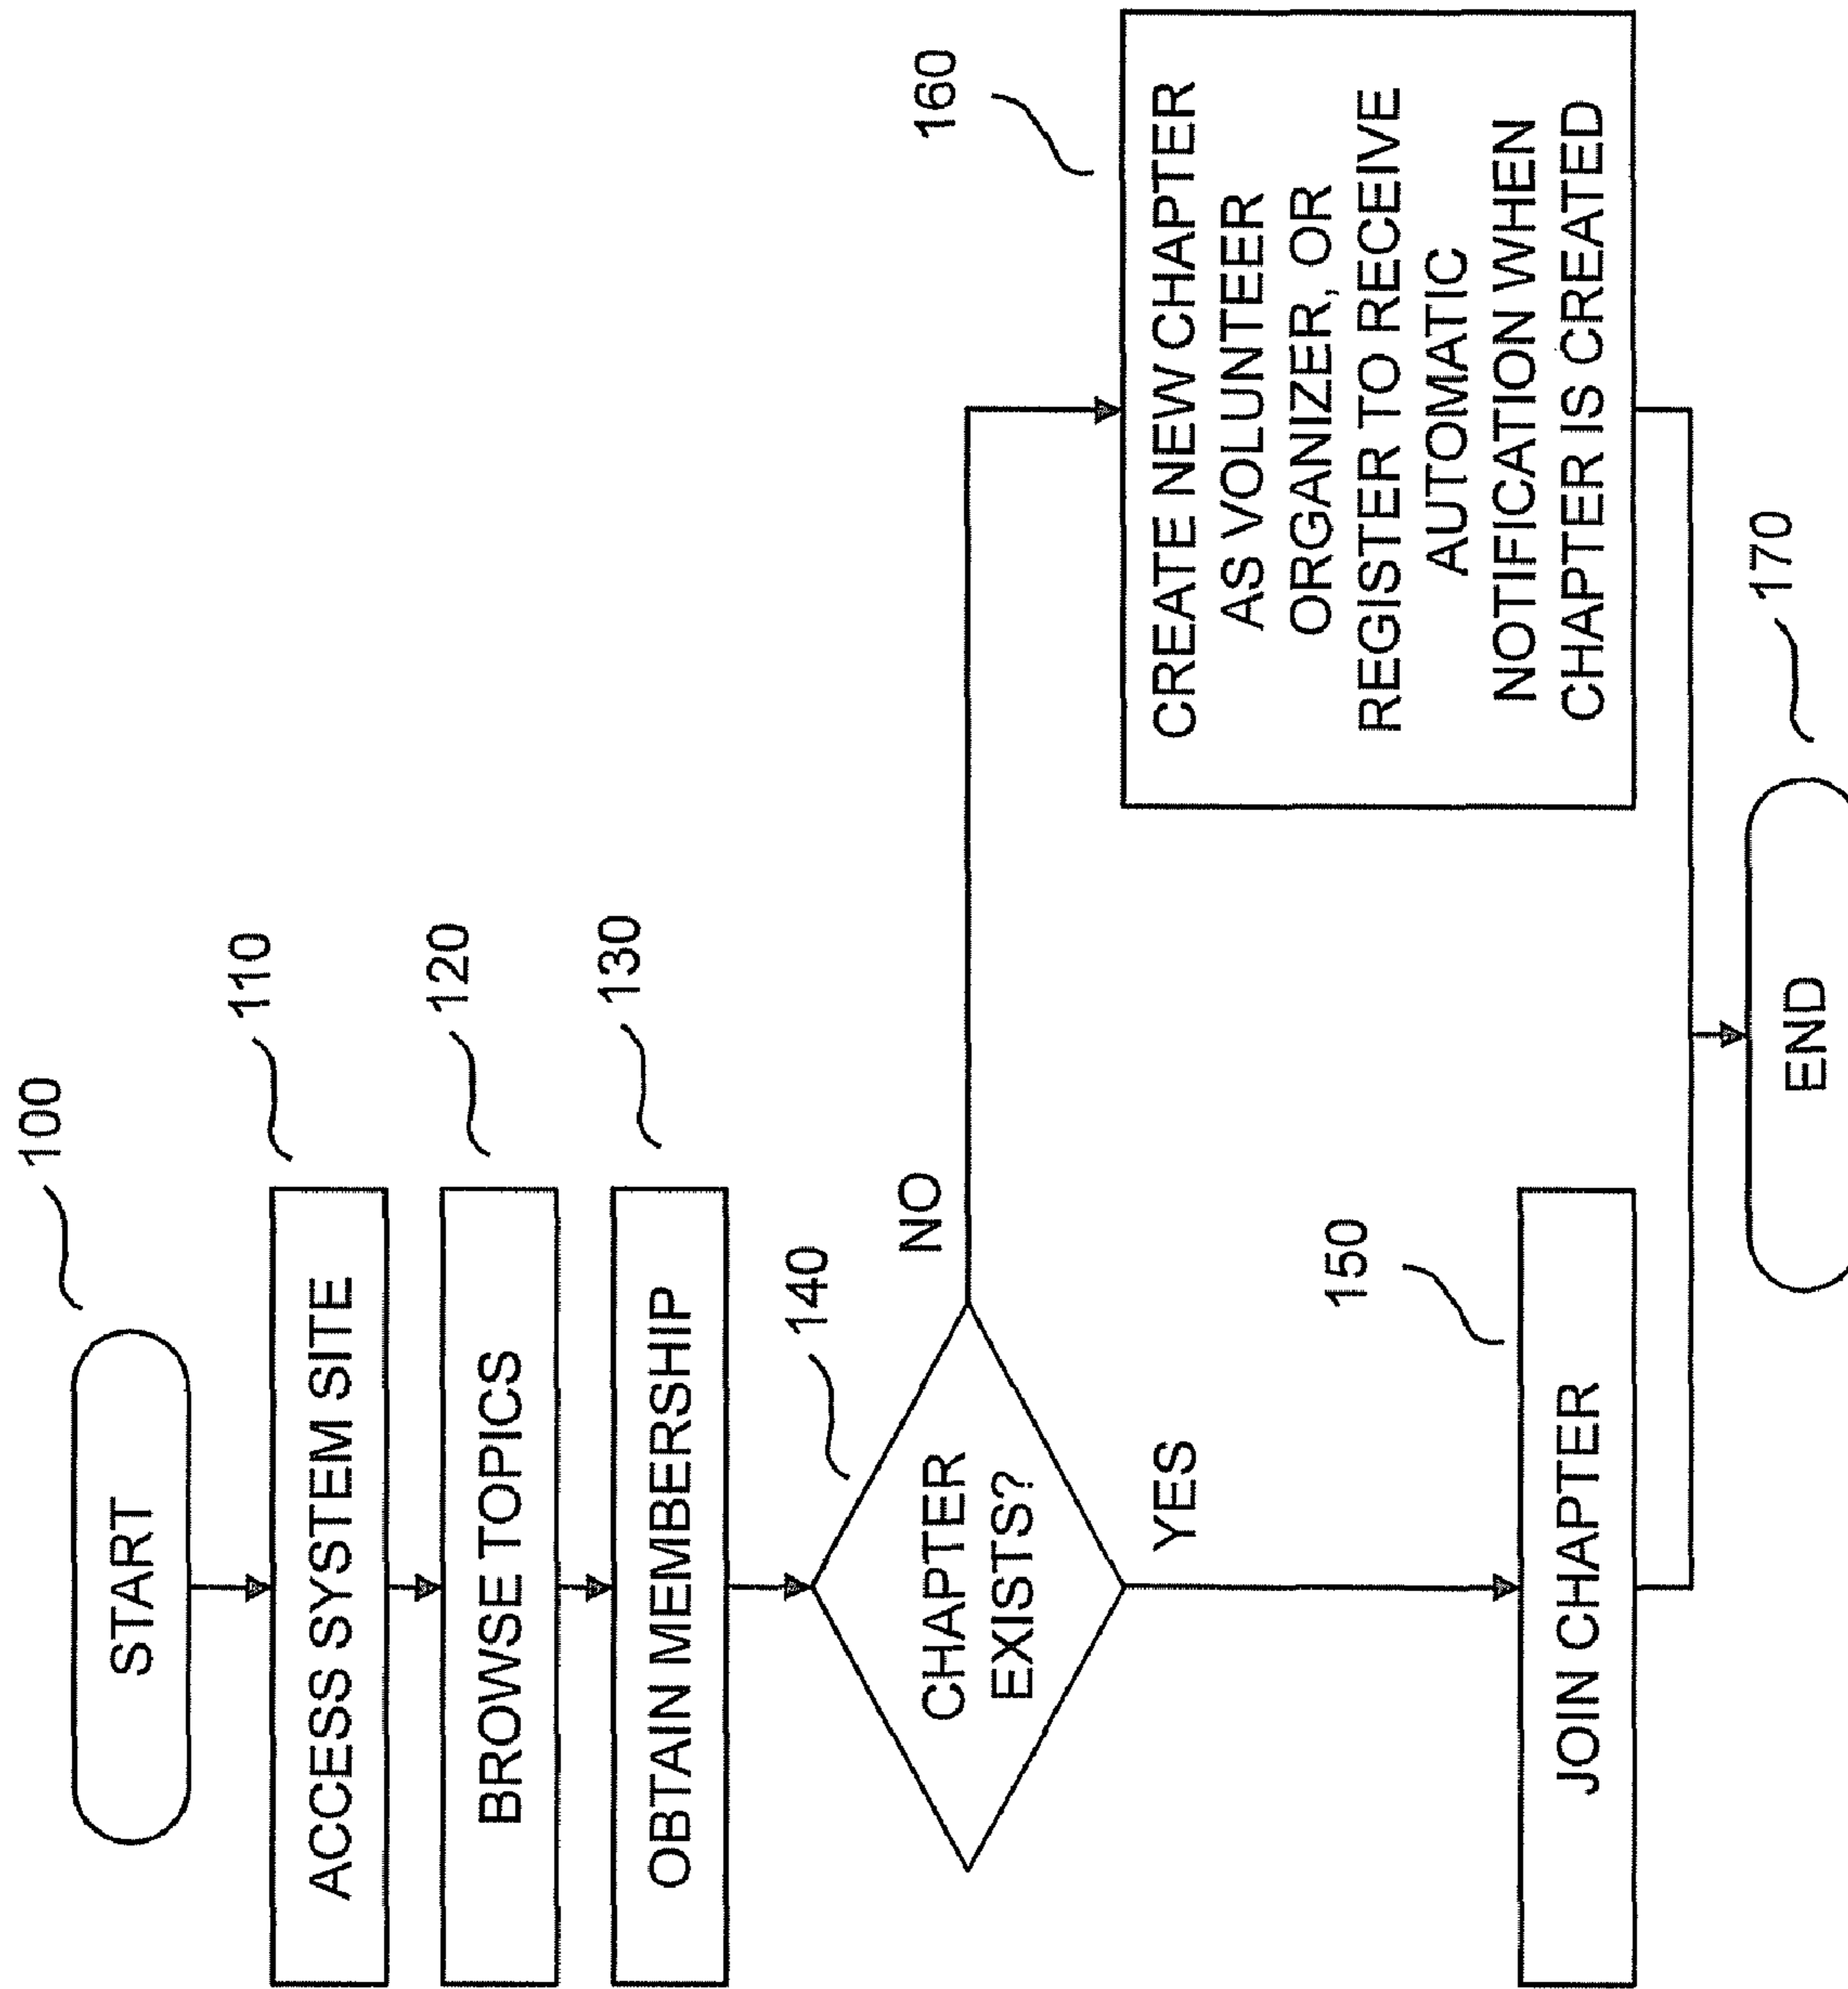 100
START
110
ACCESS SYSTEM SITE
120
BROWSE TOPICS
130
OBTAIN MEMBERSHIP
140
CHAPTER
EXISTS?
NO
YES
150
JOIN CHAPTER
160
CREATE NEW CHAPTER
AS VOLUNTEER
ORGANIZER, OR
REGISTER TO RECEIVE
AUTOMATIC
NOTIFICATION WHEN
CHAPTER IS CREATED
170
END